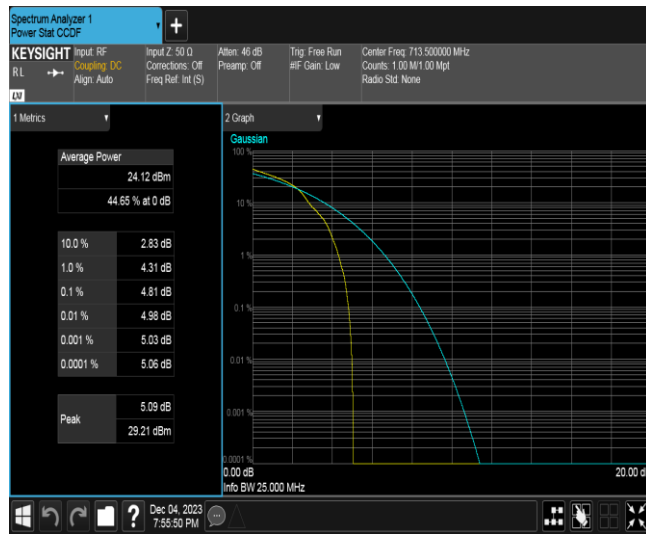 Spectrum Analyzer 1
Power Stat CCDF
+
KEYSIGHT
RL
LXI
Input: RF
Coupling: DC
Align: Auto
Input Z: 50 Ω
Corrections: Off
Freq Ref: Int (S)
Atten: 46 dB
Preamp: Off
Trig: Free Run
#IF Gain: Low
Center Freq: 713.500000 MHz
Counts: 1.00 M/1.00 Mpt
Radio Std: None
1 Metrics
Average Power
24.12 dBm
44.65 % at 0 dB
10.0 % 2.83 dB
1.0 % 4.31 dB
0.1 % 4.81 dB
0.01 % 4.98 dB
0.001 % 5.03 dB
0.0001 % 5.06 dB
Peak
5.09 dB
29.21 dBm
2 Graph
Gaussian
100 %
10 %
1 %
0.1 %
0.01 %
0.001 %
0.0001 %
0.00 dB
20.00 d
Info BW 25.000 MHz
?
Dec 04, 2023
7:55:50 PM